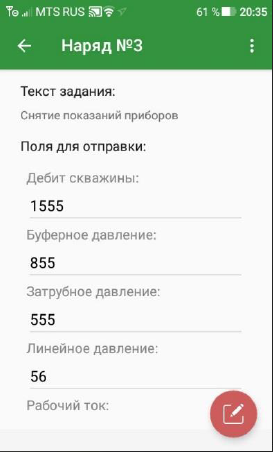 MTS RUS 61 % 20:35
Наряд №3
Текст задания:
Снятие показаний приборов
Поля для отправки:
Дебит скважины:
1555
Буферное давление:
855
Затрубное давление:
555
Линейное давление:
56
Рабочий ток: